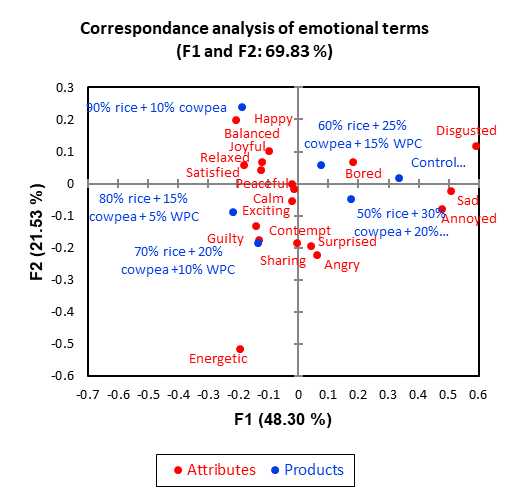 Correspondance analysis of emotional terms
(F1 and F2: 69.83 %)
0.3
0.2
0.1
0
-0.1
-0.2
-0.3
-0.4
-0.5
-0.6
F2 (21.53 %)
90% rice + 10% cowpea
Happy
Balanced
Joyful
Relaxed
Satisfied
Peaceful
Calm
Exciting
60% rice + 25%
cowpea + 15% WPC
Disgusted
Control...
Bored
Sad
Annoyed
80% rice + 15%
cowpea + 5% WPC
50% rice + 30%
cowpea + 20%...
Guilty
Contempt
Surprised
70% rice + 20%
cowpea +10% WPC
Sharing
Angry
Energetic
-0.7 -0.6 -0.5 -0.4 -0.3 -0.2 -0.1 0 0.1 0.2 0.3 0.4 0.5 0.6
F1 (48.30 %)
Attributes Products